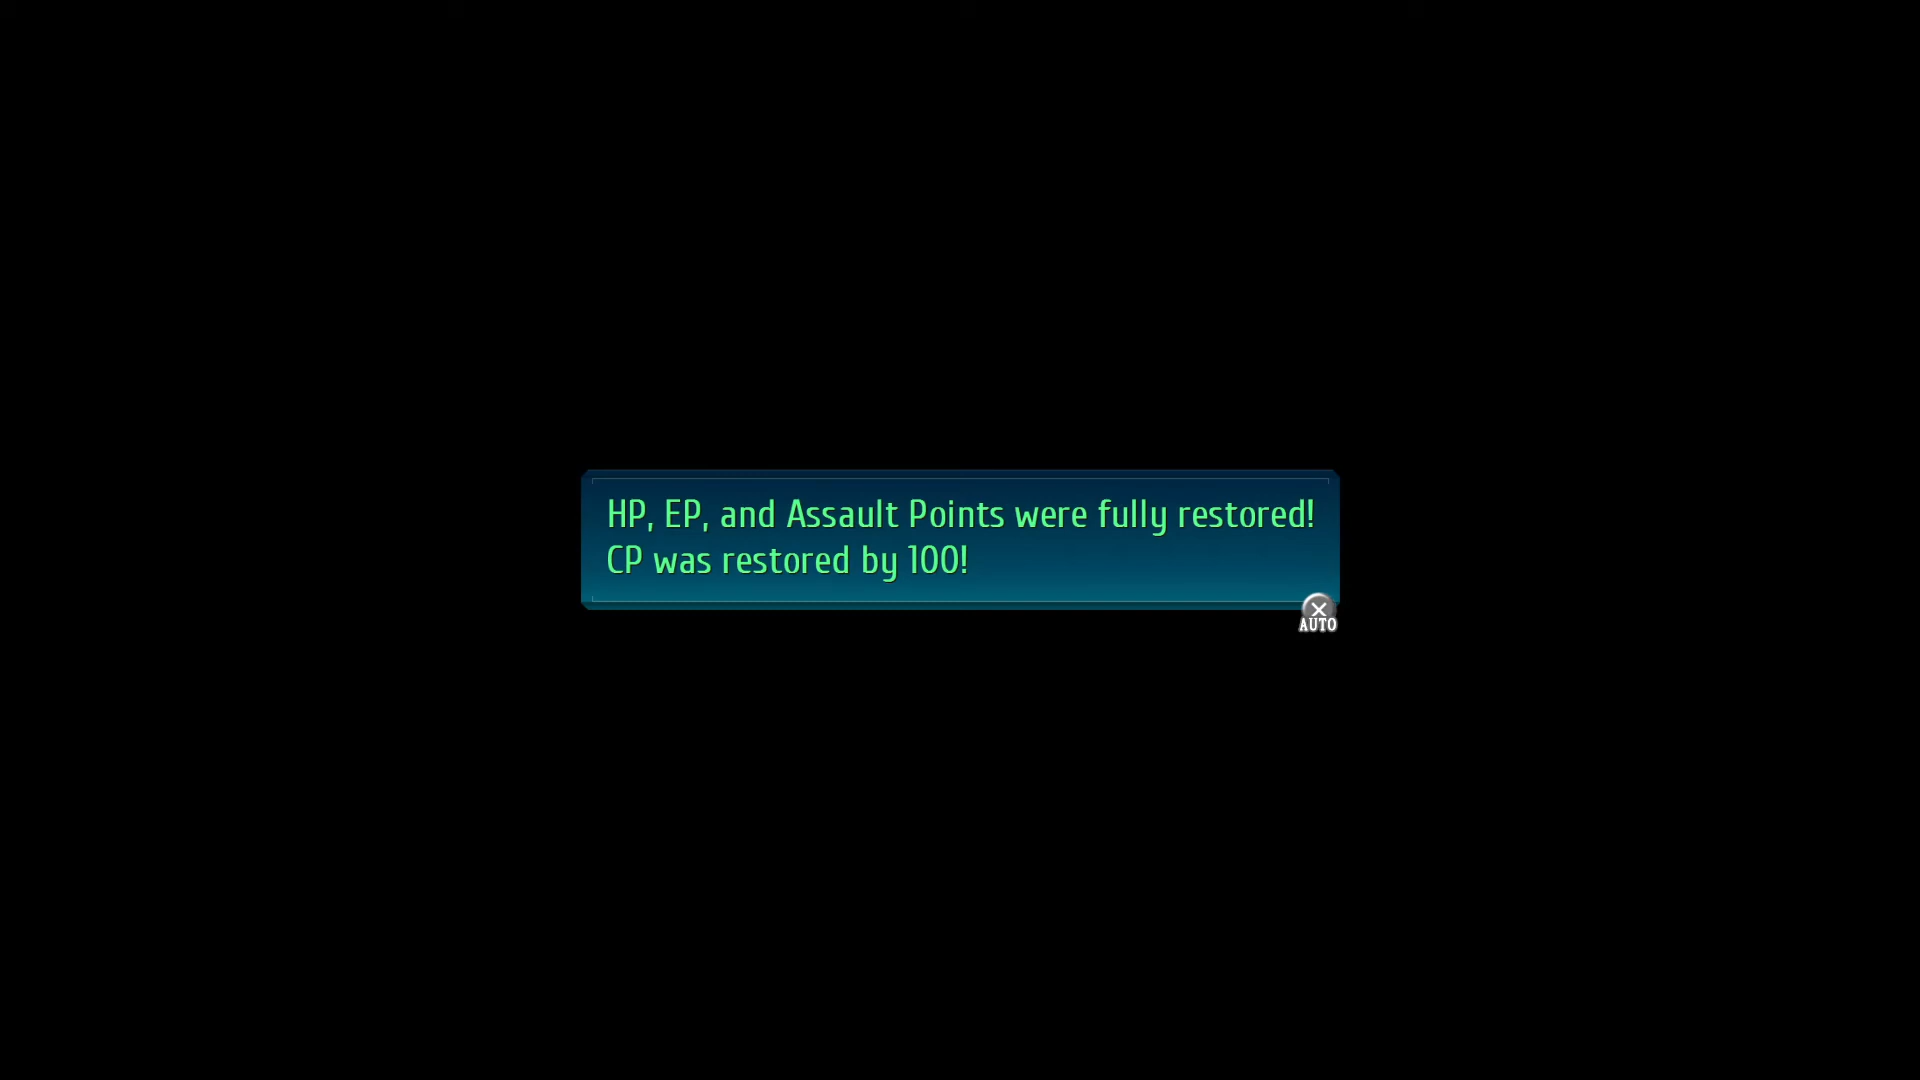 HP, EP, and Assault Points were fully restored!
CP was restored by 100!
AUTO